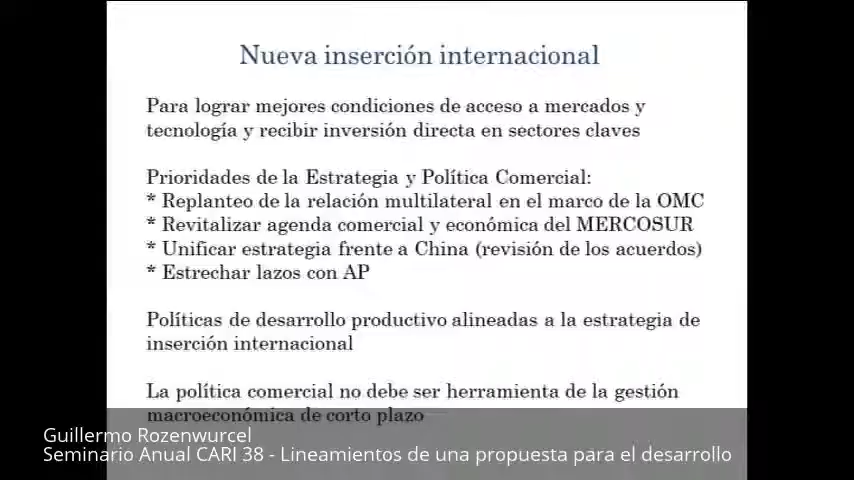 Nueva inserción internacional
Para lograr mejores condiciones de acceso a mercados y
tecnología y recibir inversión directa en sectores claves
Prioridades de la Estrategia y Política Comercial:
* Replanteo de la relación multilateral en el marco de la OMC
* Revitalizar agenda comercial y económica del MERCOSUR
* Unificar estrategia frente a China (revisión de los acuerdos)
* Estrechar lazos con AP
Políticas de desarrollo productivo alineadas a la estrategia de
inserción internacional
La política comercial no debe ser herramienta de la gestión
macroeconómica de corto plazo
Guillermo Rozenwurcel
Seminario Anual CARI 38 - Lineamientos de una propuesta para el desarrollo